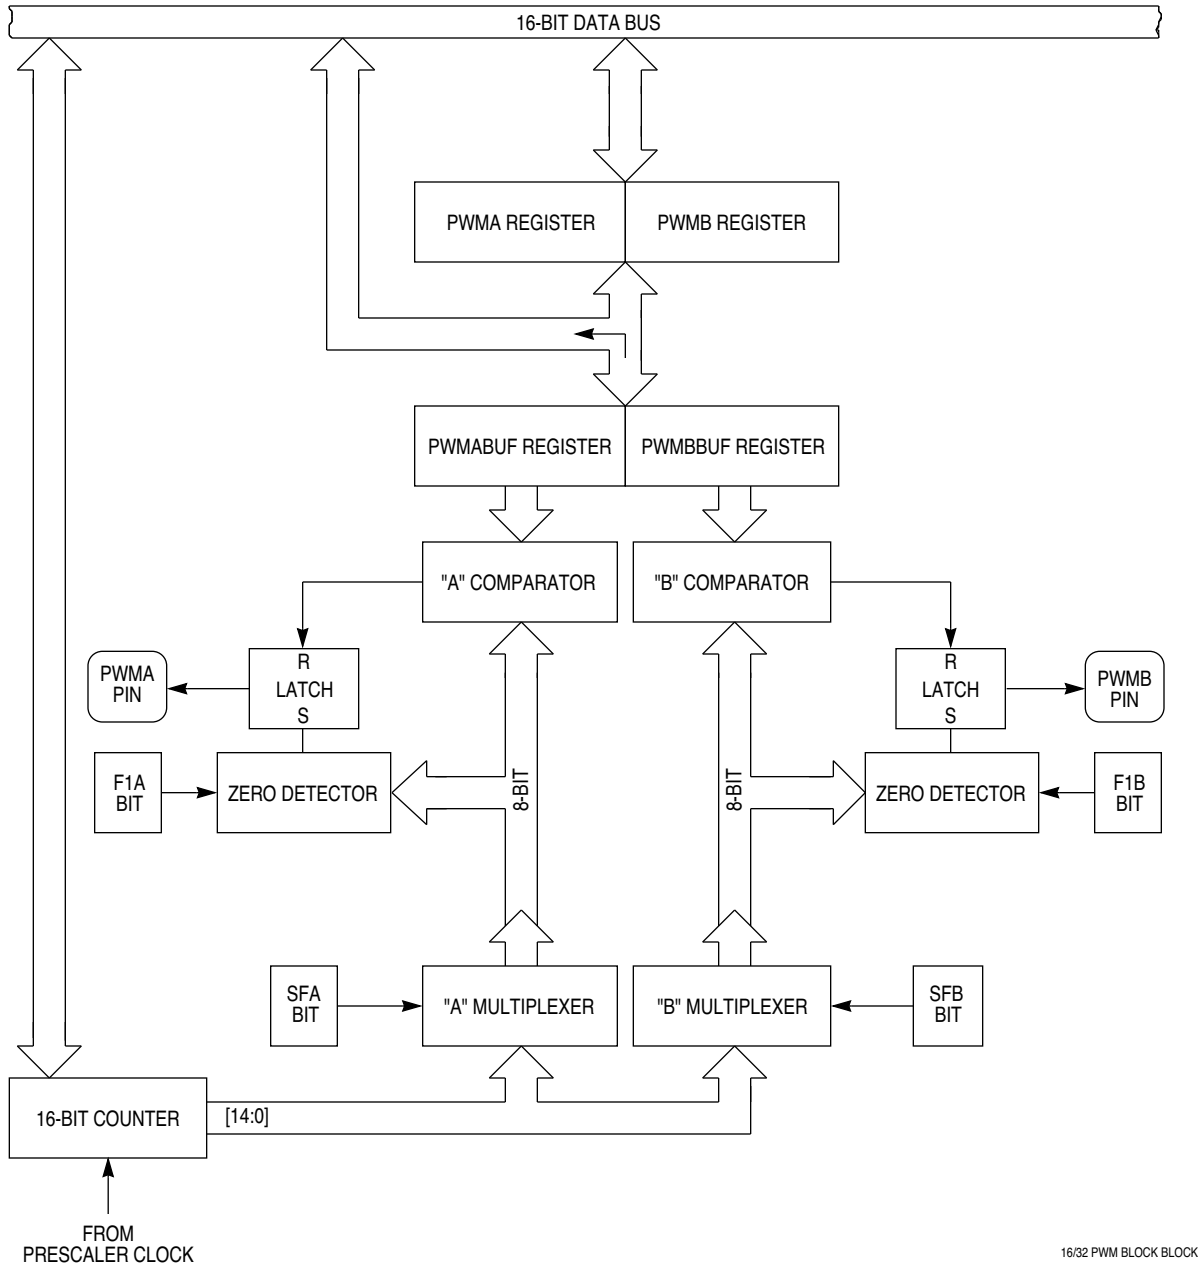 16-BIT DATA BUS
PWMA REGISTER
PWMB REGISTER
PWMABUF REGISTER
PWMBBUF REGISTER
"A" COMPARATOR
"B" COMPARATOR
R
LATCH
S
R
LATCH
S
PWMA
PIN
PWMB
PIN
F1A
BIT
ZERO DETECTOR
8-BIT
8-BIT
ZERO DETECTOR
F1B
BIT
SFA
BIT
"A" MULTIPLEXER
"B" MULTIPLEXER
SFB
BIT
16-BIT COUNTER
[14:0]
FROM
PRESCALER CLOCK
16/32 PWM BLOCK BLOCK